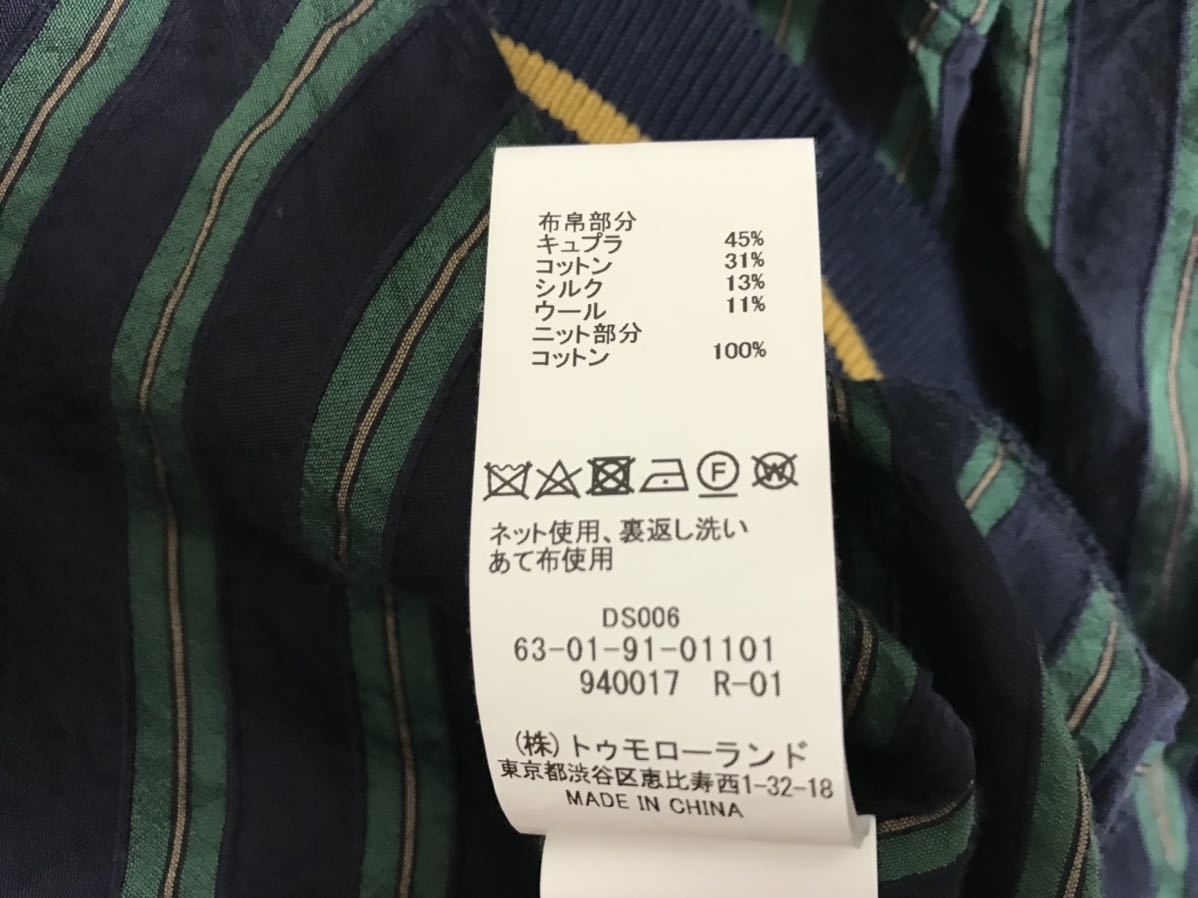 布帛部分
キュプラ 45%
コットン 31%
シルク 13%
ウール 11%
ニット部分
コットン 100%
F W
ネット使用、裏返し洗い
あて布使用
DS006
63-01-91-01101
940017 R-01
(株)トゥモローランド
東京都渋谷区恵比寿西1-32-18
MADE IN CHINA